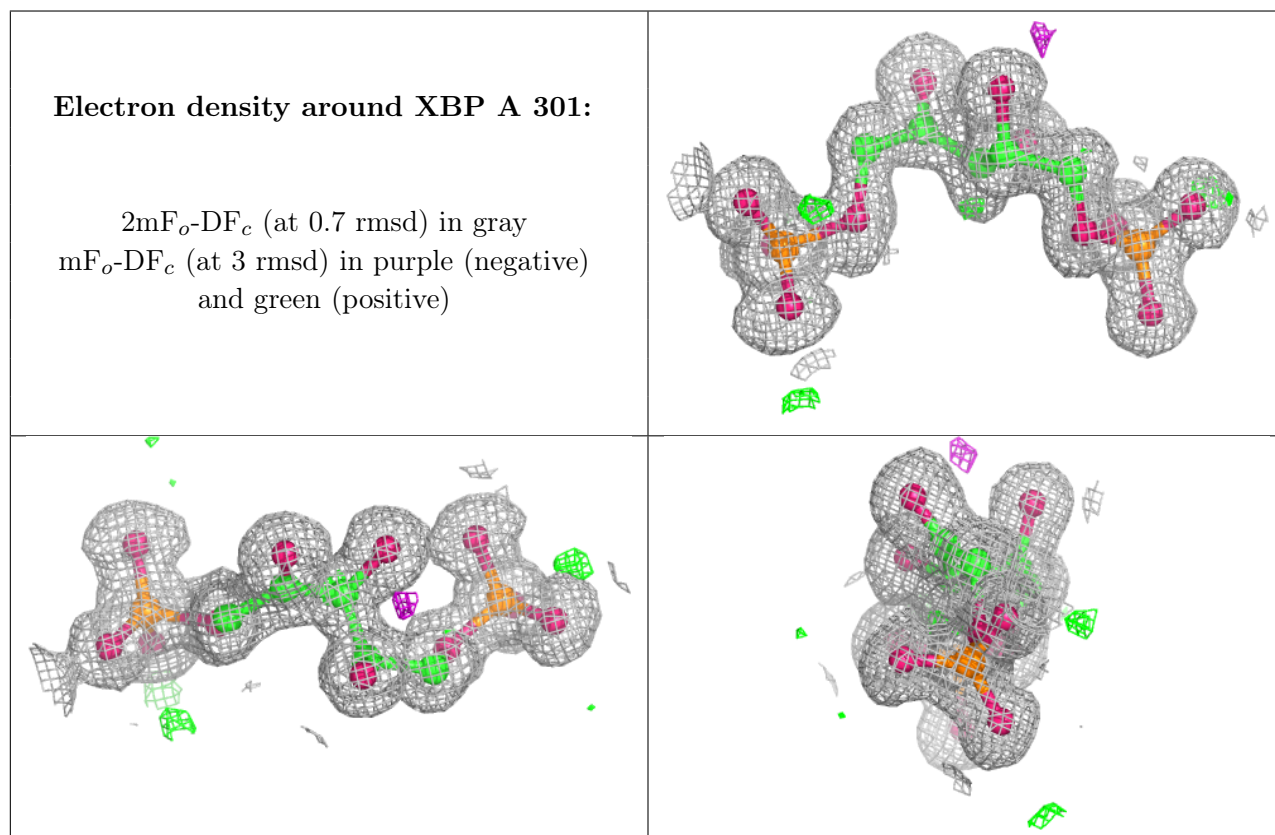 Electron density around XBP A 301:
2mFo-DFc (at 0.7 rmsd) in gray
mFo-DFc (at 3 rmsd) in purple (negative)
and green (positive)